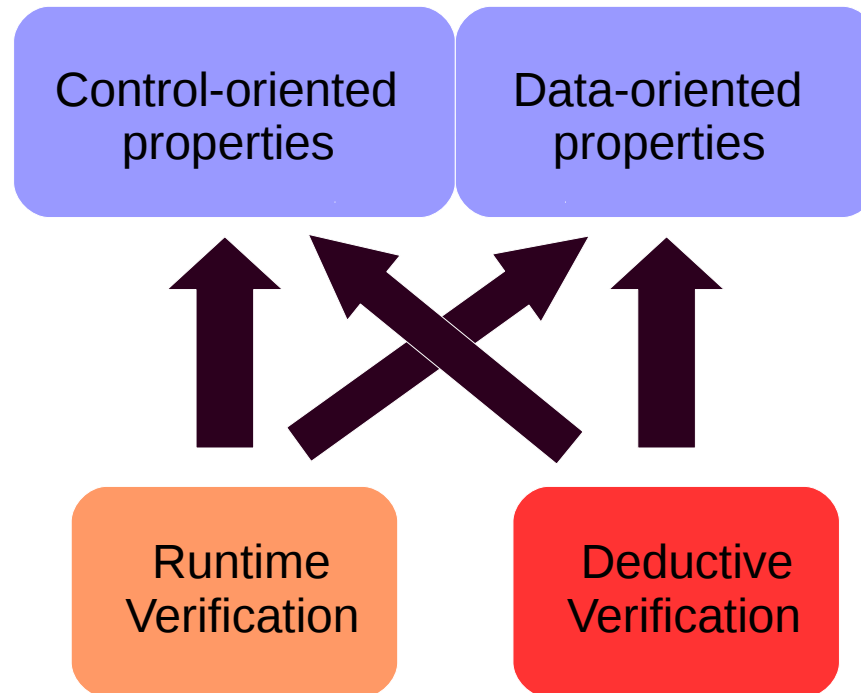 Control-oriented
properties
Data-oriented
properties
Runtime
Verification
Deductive
Verification